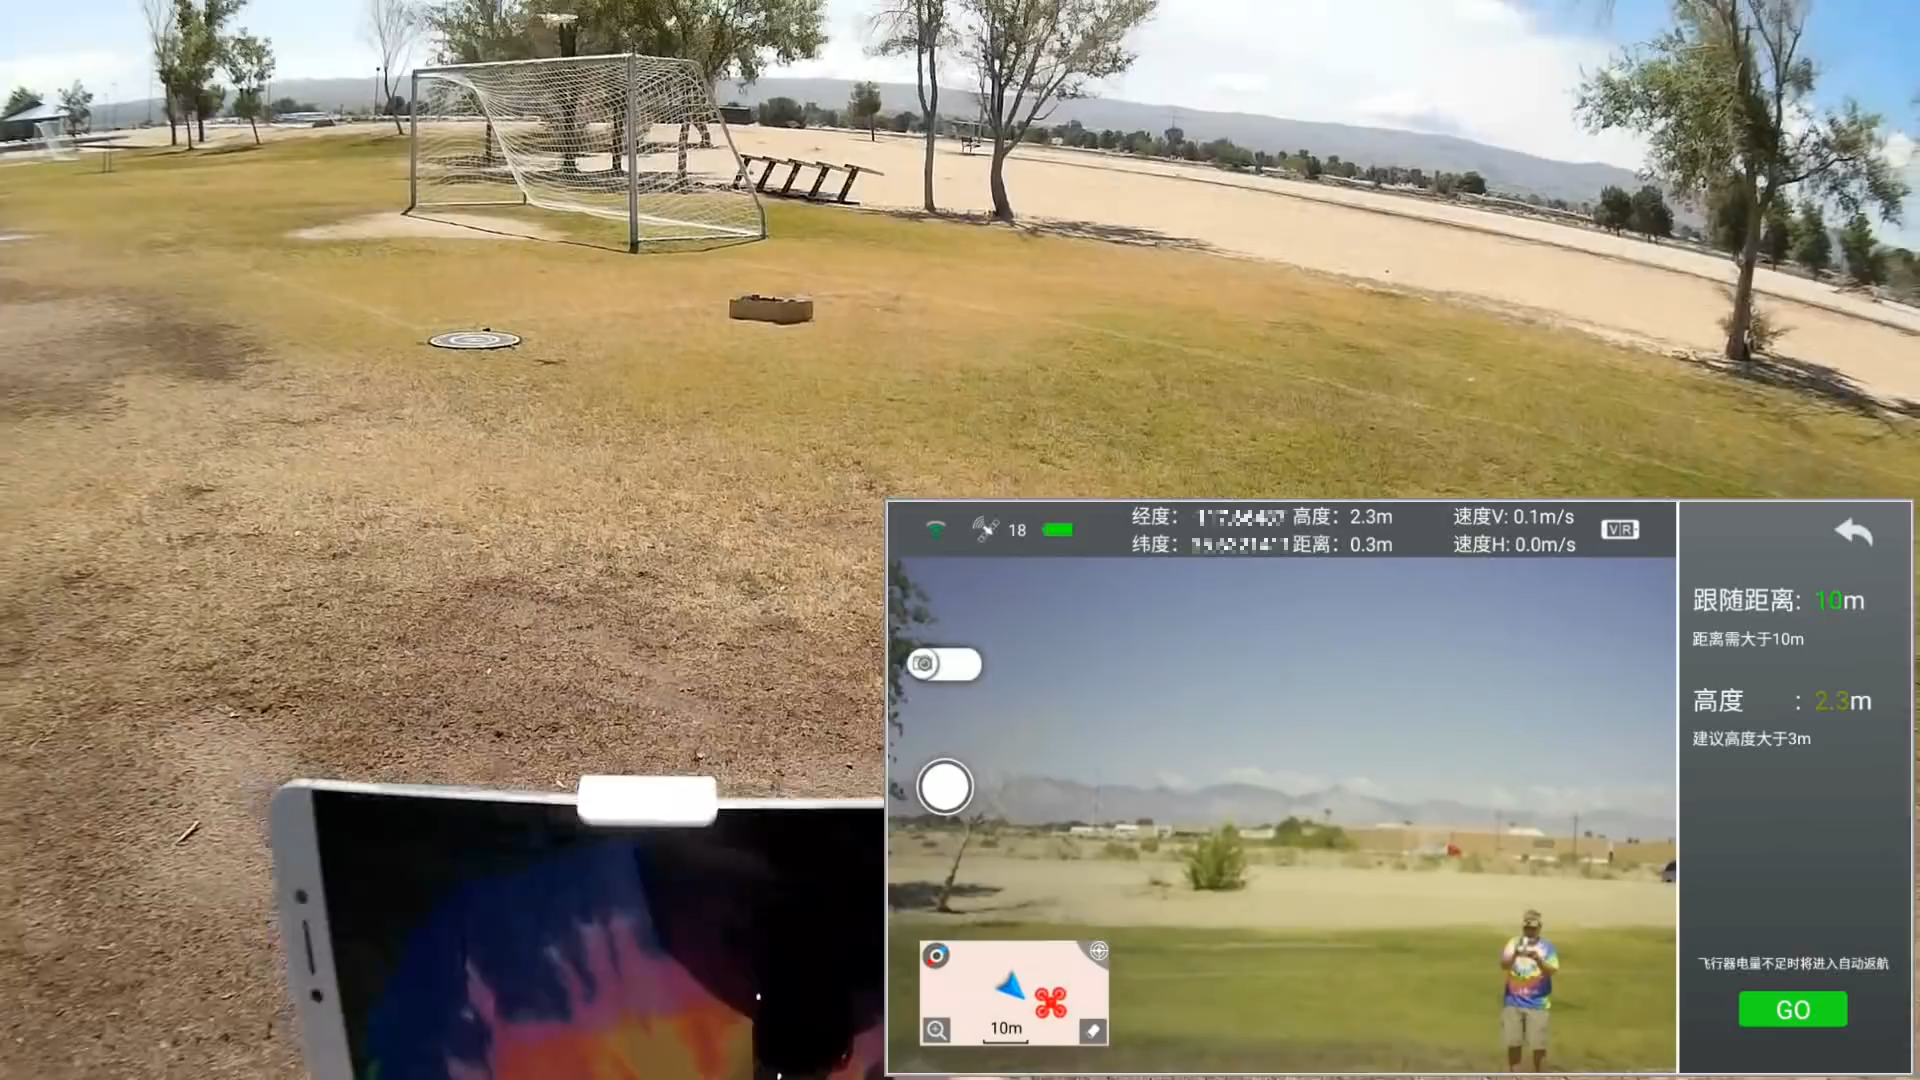 18
经度: 高度: 2.3m 速度V: 0.1m/s
纬度: 距离: 0.3m 速度H: 0.0m/s
VR
跟随距离: 10m
距离需大于10m
高度 : 2.3m
建议高度大于3m
10m
飞行器电量不足时将进入自动返航
GO